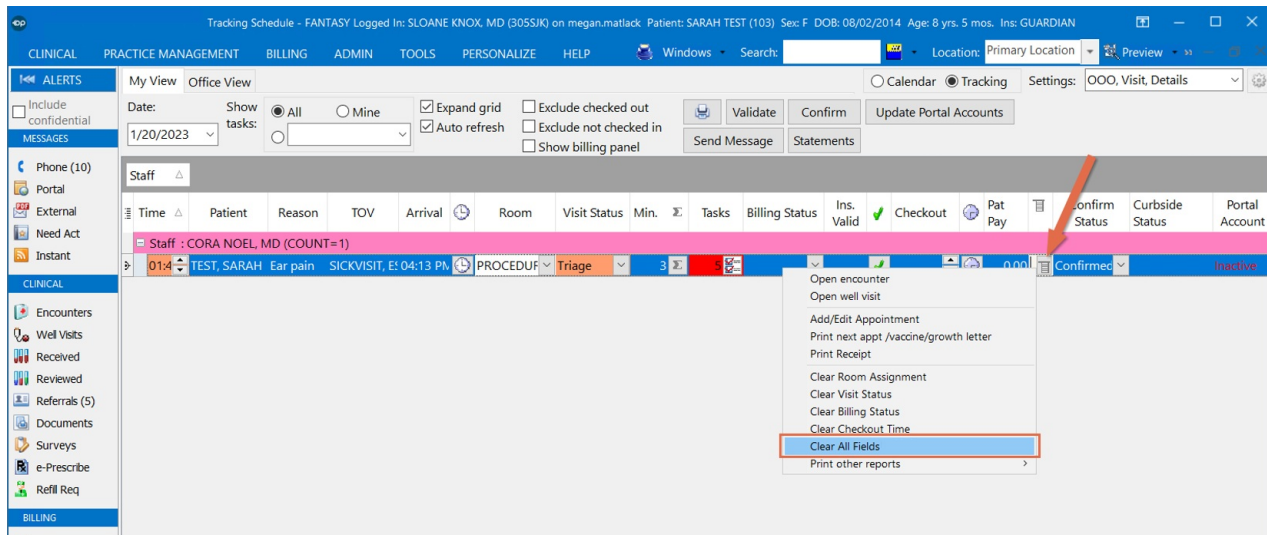 Tracking Schedule - FANTASY Logged In: SLOANE KNOX, MD (305SJK) on megan.matlack Patient: SARAH TEST (103) Sex: F DOB: 08/02/2014 Age: 8 yrs. 5 mos. Ins: GUARDIAN
CLINICAL PRACTICE MANAGEMENT BILLING ADMIN TOOLS PERSONALIZE HELP Windows Search: Location: Primary Location Preview
ALERTS
Include confidential
MESSAGES
Phone (10)
Portal
External
Need Act
Instant
CLINICAL
Encounters
Well Visits
Received
Reviewed
Referrals (5)
Documents
Surveys
e-Prescribe
Refill Req
BILLING
My View Office View Calendar Tracking Settings: OOO, Visit, Details
Date: Show tasks: All Mine Expand grid Exclude checked out Validate Confirm Update Portal Accounts
1/20/2023 Auto refresh Exclude not checked in
Show billing panel Send Message Statements
Staff
Time Patient Reason TOV Arrival Room Visit Status Min. Σ Tasks Billing Status Ins. Valid Checkout Pat Pay Confirm Status Curbside Status Portal Account
Staff : CORA NOEL, MD (COUNT=1)
01:4 TEST, SARAH Ear pain SICKVISIT, E: 04:13 PM PROCEDUF Triage 3 Σ 5 0.00 Confirmed Inactive
Open encounter
Open well visit
Add/Edit Appointment
Print next appt /vaccine/growth letter
Print Receipt
Clear Room Assignment
Clear Visit Status
Clear Billing Status
Clear Checkout Time
Clear All Fields
Print other reports